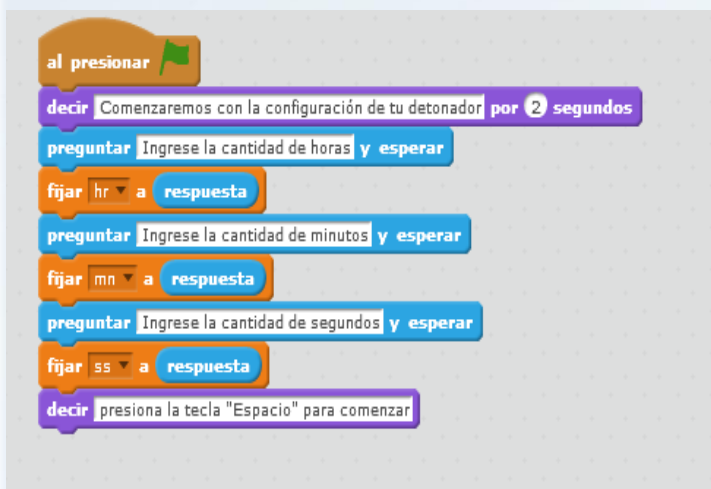 al presionar
decir Comenzaremos con la configuración de tu detonador por 2 segundos
preguntar Ingrese la cantidad de horas y esperar
fijar hr a respuesta
preguntar Ingrese la cantidad de minutos y esperar
fijar mn a respuesta
preguntar Ingrese la cantidad de segundos y esperar
fijar ss a respuesta
decir presiona la tecla "Espacio" para comenzar